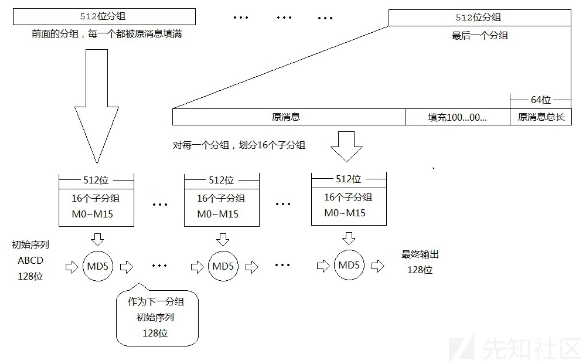 512位分组
512位分组
前面的分组，每一个都被原消息填满
最后一个分组
64位
原消息
填充100...00...
原消息总长
对每一个分组，划分16个子分组
512位
512位
512位
16个子分组
M0~M15
16个子分组
M0~M15
16个子分组
M0~M15
初始序列
ABCD
128位
MD5
MD5
MD5
最终输出
128位
作为下一分组
初始序列
128位
先知社区